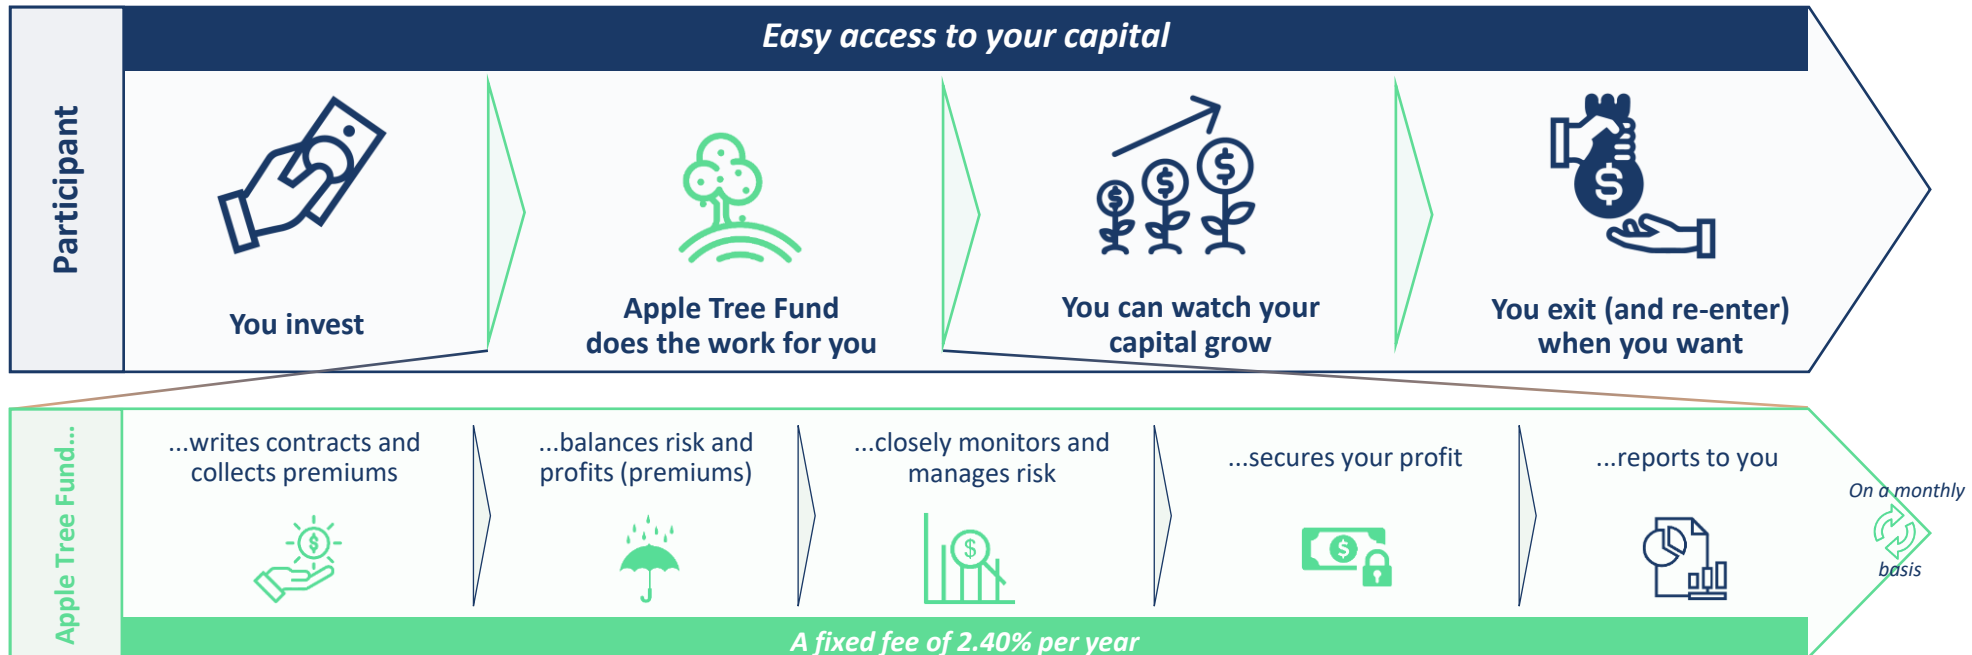 Easy access to your capital
Participant
You invest
Apple Tree Fund
does the work for you
You can watch your
capital grow
You exit (and re-enter)
when you want
Apple Tree Fund...
...writes contracts and
collects premiums
...balances risk and
profits (premiums)
...closely monitors and
manages risk
...secures your profit
...reports to you
On a monthly
basis
A fixed fee of 2.40% per year